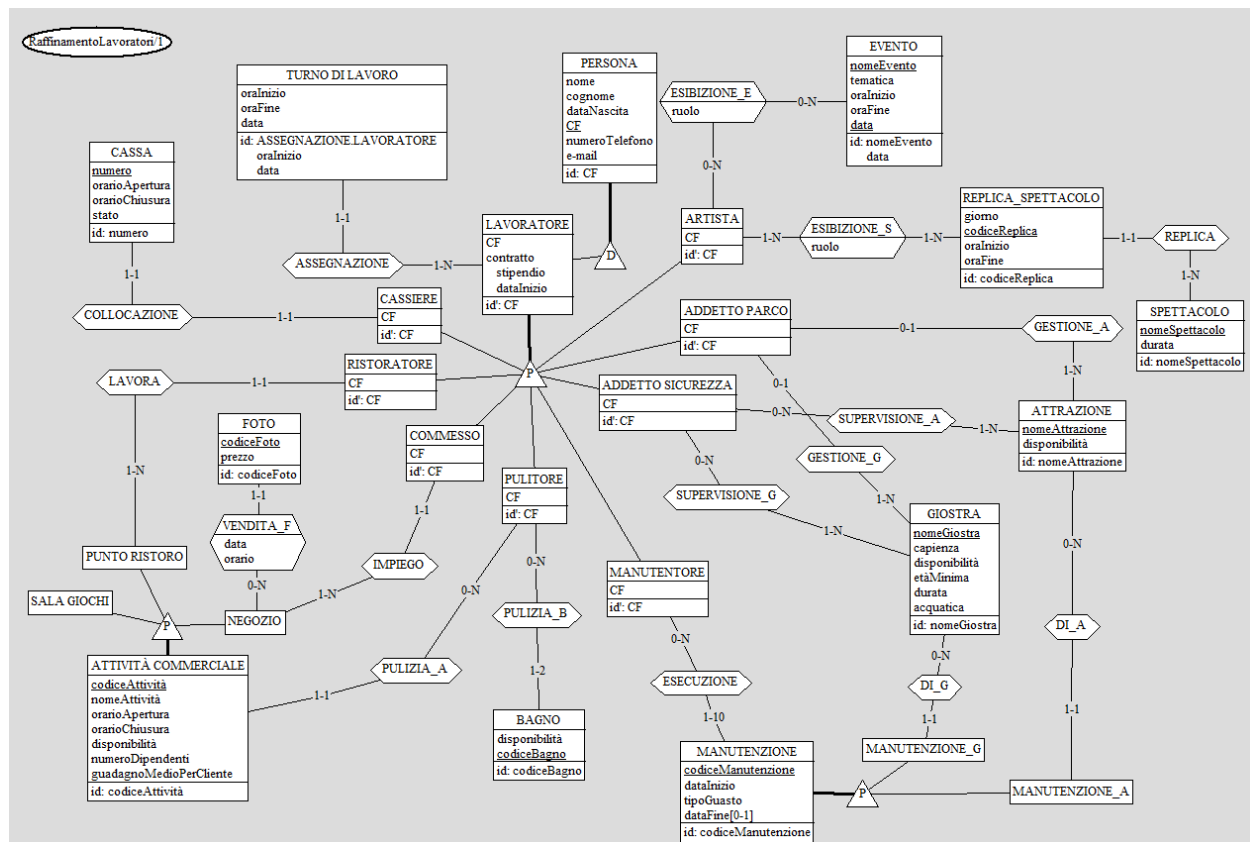 RaffinamentoLavoratori/1
TURNO DI LAVORO
oraInizio
oraFine
data
id: ASSEGNAZIONE.LAVORATORE
oraInizio
data
PERSONA
nome
cognome
dataNascita
CF
numeroTelefono
e-mail
id: CF
ESIBIZIONE_E
ruolo
0-N
0-N
EVENTO
nomeEvento
tematica
oraInizio
oraFine
data
id: nomeEvento
data
CASSA
numero
orarioApertura
orarioChiusura
stato
id: numero
1-1
1-1
ASSEGNAZIONE
1-N
LAVORATORE
CF
contratto
stipendio
dataInizio
id': CF
D
ARTISTA
CF
id': CF
1-N
ESIBIZIONE_S
ruolo
1-N
REPLICA_SPETTACOLO
giorno
codiceReplica
oraInizio
oraFine
id: codiceReplica
1-1
REPLICA
1-N
SPETTACOLO
nomeSpettacolo
durata
id: nomeSpettacolo
COLLOCAZIONE
1-1
CASSIERE
CF
id': CF
ADDETTO PARCO
CF
id': CF
0-1
GESTIONE_A
1-N
0-1
GESTIONE_G
1-N
P
LAVORA
1-1
RISTORATORE
CF
id': CF
1-N
ADDETTO SICUREZZA
CF
id': CF
0-N
SUPERVISIONE_A
1-N
ATTRAZIONE
nomeAttrazione
disponibilità
id: nomeAttrazione
0-N
SUPERVISIONE_G
1-N
FOTO
codiceFoto
prezzo
id: codiceFoto
1-1
VENDITA_F
data
orario
0-N
COMMESSO
CF
id': CF
1-1
IMPIEGO
1-N
PULITORE
CF
id': CF
0-N
0-N
GIOSTRA
nomeGiostra
capienza
disponibilità
etàMinima
durata
acquatica
id: nomeGiostra
0-N
PUNTO RISTORO
SALA GIOCHI
P
NEGOZIO
MANUTENTORE
CF
id': CF
0-N
PULIZIA_B
1-2
DI_A
1-1
ATTIVITÀ COMMERCIALE
codiceAttività
nomeAttività
orarioApertura
orarioChiusura
disponibilità
numeroDipendenti
guadagnoMedioPerCliente
id: codiceAttività
PULIZIA_A
1-1
ESECUZIONE
1-10
0-N
DI_G
1-1
BAGNO
disponibilità
codiceBagno
id: codiceBagno
MANUTENZIONE
codiceManutenzione
dataInizio
tipoGuasto
dataFine[0-1]
id: codiceManutenzione
MANUTENZIONE_G
P
MANUTENZIONE_A